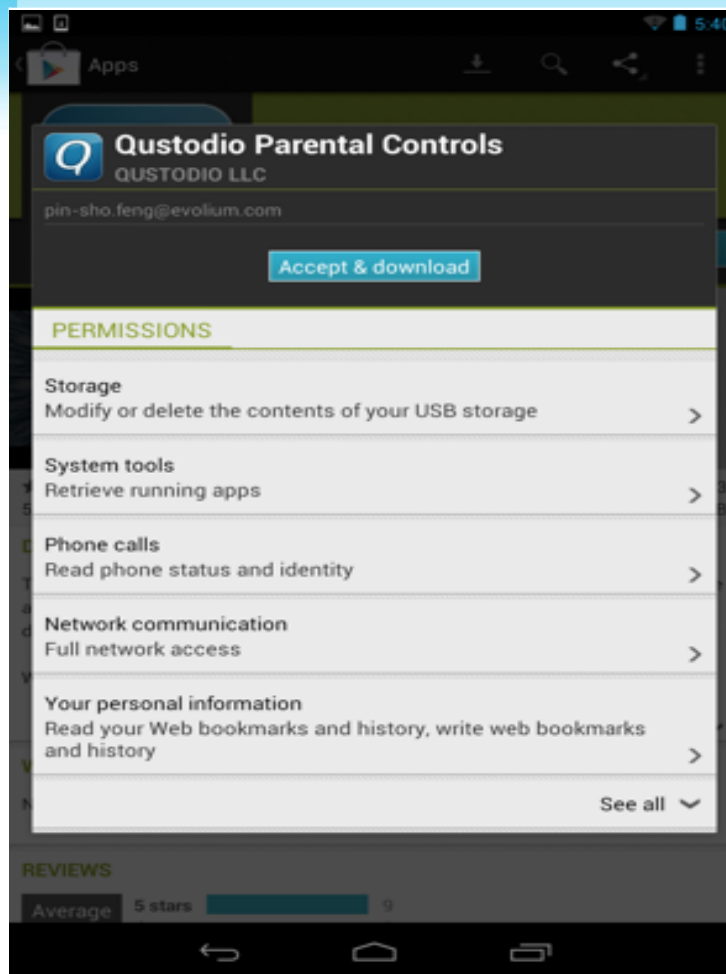 5:40
Apps
Qustodio Parental Controls
QUSTODIO LLC
pin-sho.feng@evolium.com
Accept & download
PERMISSIONS
Storage
Modify or delete the contents of your USB storage
System tools
Retrieve running apps
Phone calls
Read phone status and identity
Network communication
Full network access
Your personal information
Read your Web bookmarks and history, write web bookmarks
and history
See all
REVIEWS
Average
5 stars
9